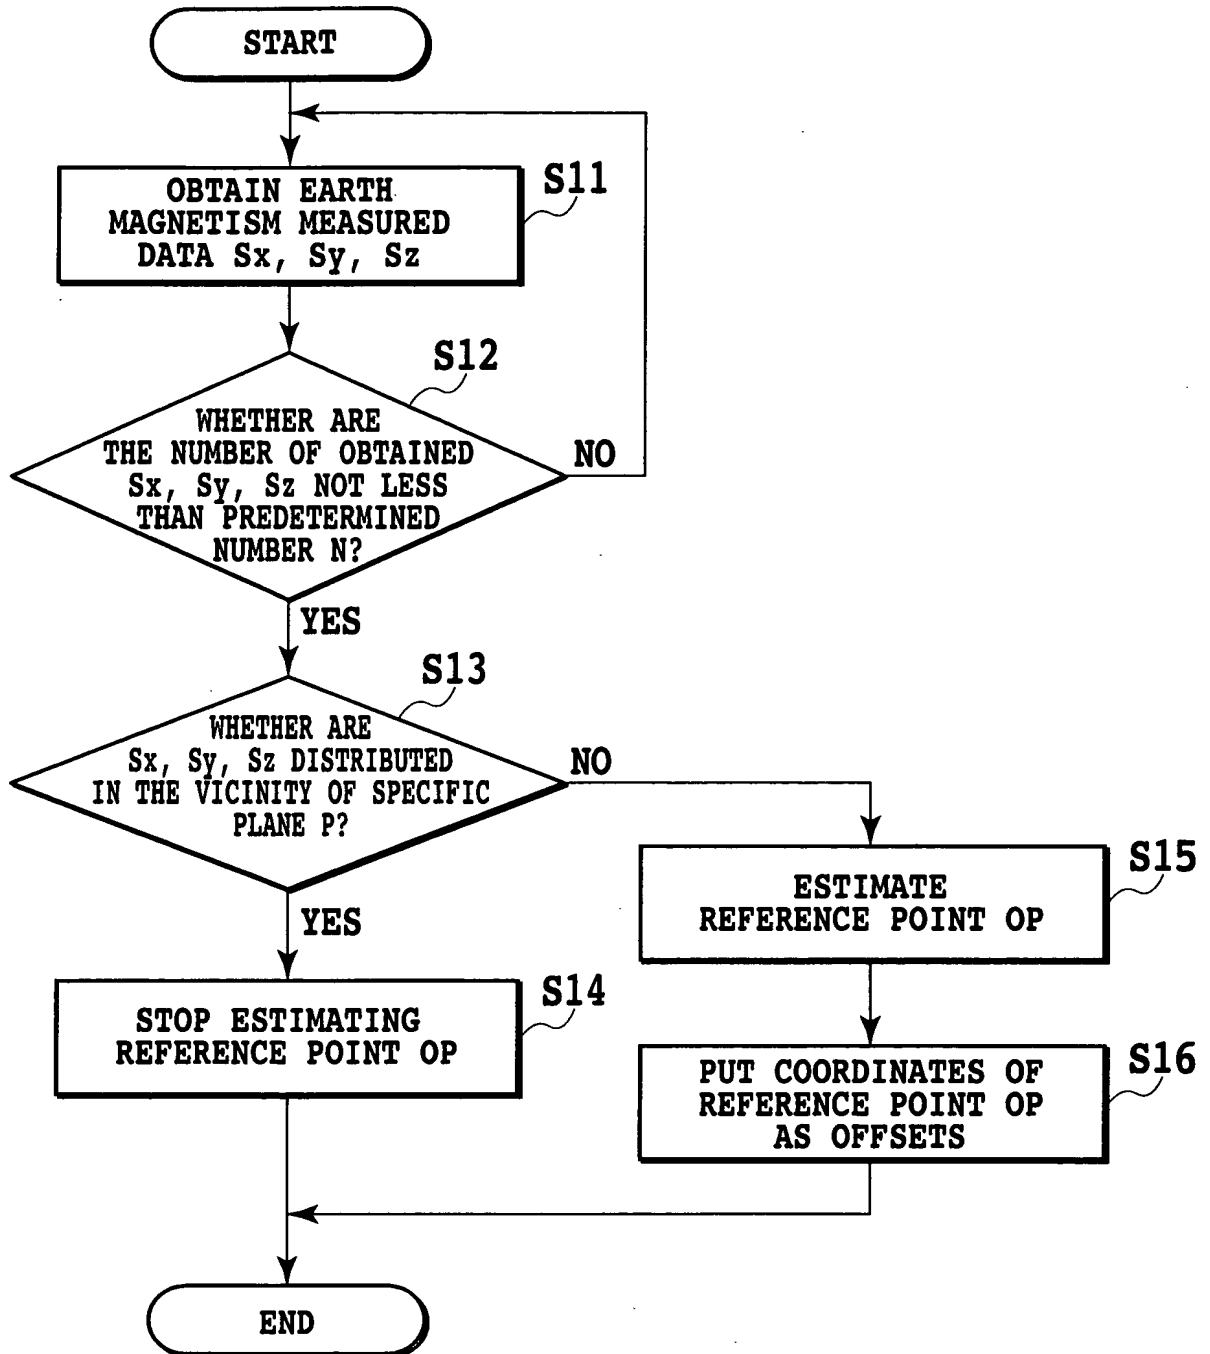 START
OBTAIN EARTH
MAGNETISM MEASURED
DATA Sx, Sy, Sz
S11
S12
WHETHER ARE
THE NUMBER OF OBTAINED
Sx, Sy, Sz NOT LESS
THAN PREDETERMINED
NUMBER N?
NO
YES
S13
WHETHER ARE
Sx, Sy, Sz DISTRIBUTED
IN THE VICINITY OF SPECIFIC
PLANE P?
NO
YES
S14
STOP ESTIMATING
REFERENCE POINT OP
S15
ESTIMATE
REFERENCE POINT OP
S16
PUT COORDINATES OF
REFERENCE POINT OP
AS OFFSETS
END